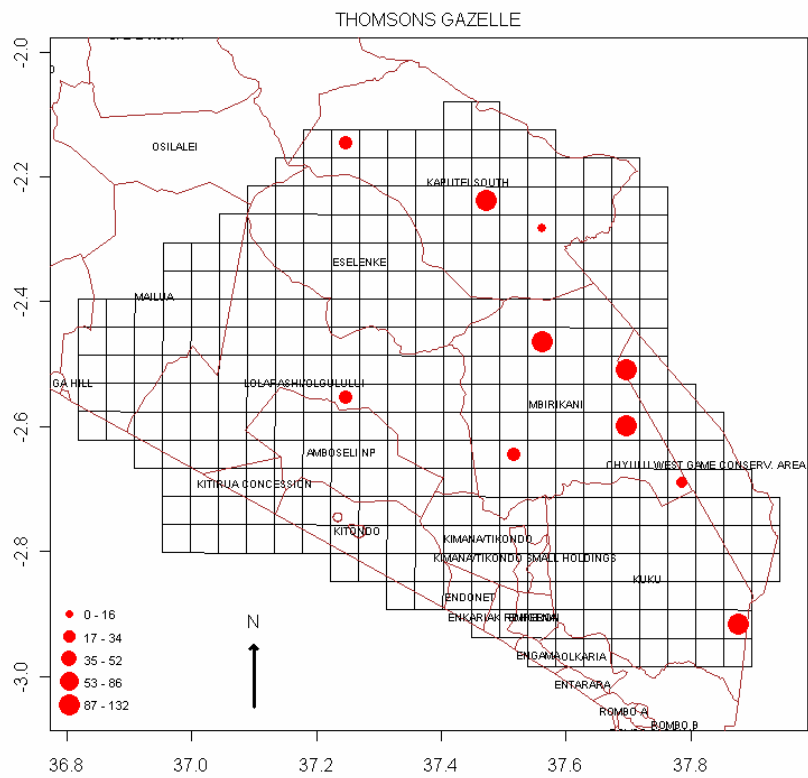 THOMSONS GAZELLE
-2.0
OSILALEI
-2.2
KAPUTEI SOUTH
ESELENKE
-2.4
MAILUA
GA HILL
LOLARASHI/OLGULULUI
MBIRIKANI
-2.6
AMBOSELI NP
CHYULU WEST GAME CONSERV. AREA
KITIRUA CONCESSION
KITONDO
KIMANA/TIKONDO
-2.8
KIMANA/TIKONDO SMALL HOLDINGS
KUKU
ENDONET
0 - 16
ENKARIAK
N
17 - 34
35 - 52
ENGAMA OLKARIA
-3.0
53 - 86
ENTARARA
87 - 132
ROMBO A
ROMBO B
36.8
37.0
37.2
37.4
37.6
37.8